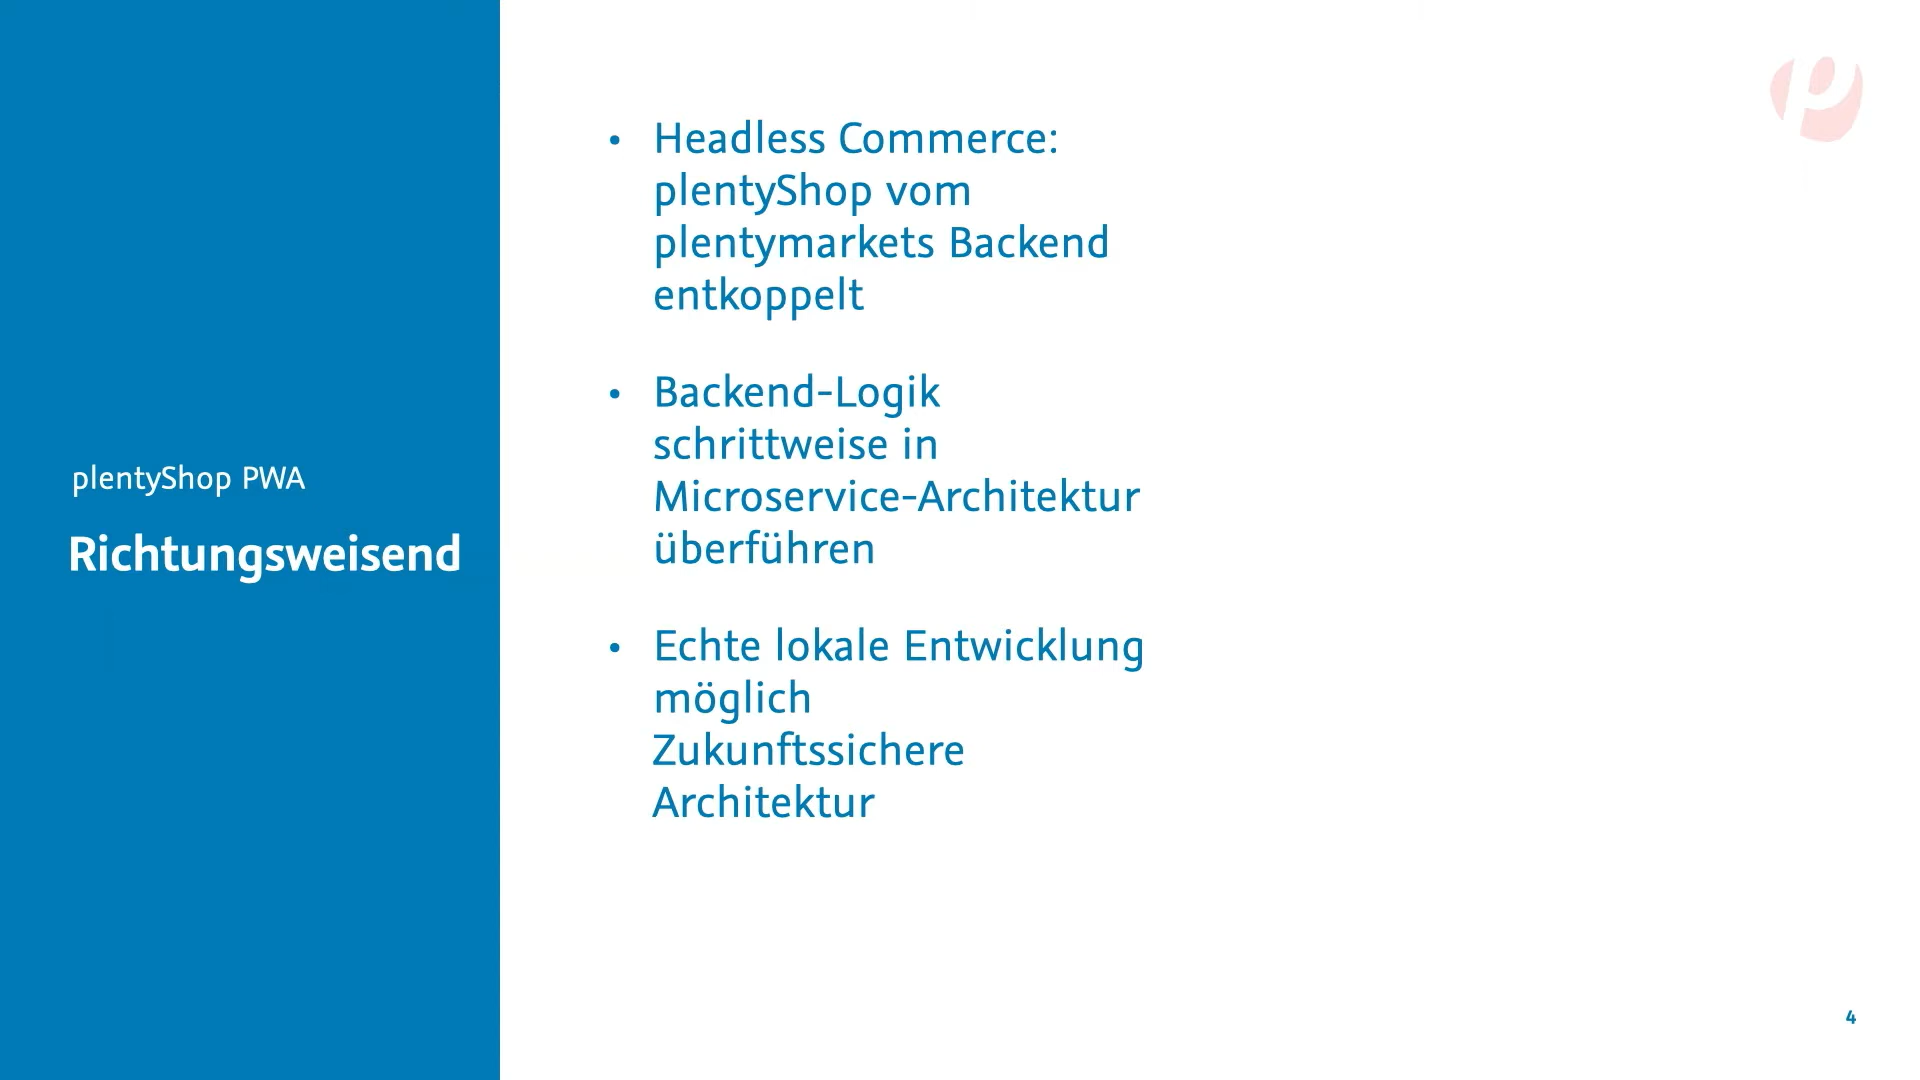 plentyShop PWA
Richtungsweisend
• Headless Commerce:
plentyShop vom
plentymarkets Backend
entkoppelt
• Backend-Logik
schrittweise in
Microservice-Architektur
überführen
• Echte lokale Entwicklung
möglich
Zukunftssichere
Architektur
4